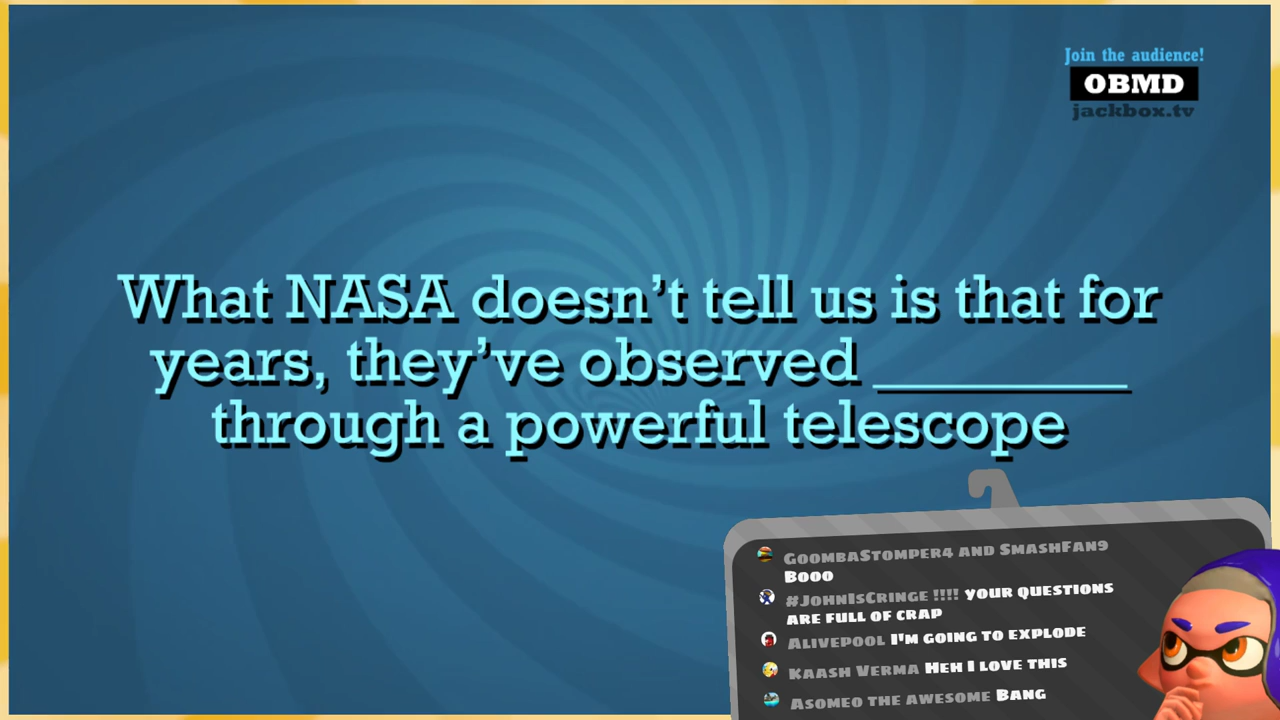 Join the audience!
OBMD
jackbox.tv
What NASA doesn't tell us is that for
years, they've observed ________
through a powerful telescope
GoombaStomper4 and SmashFan9
Booo
#JohnIsCringe !!!! your questions
are full of crap
Alivepool I'm going to explode
Kaash Verma Heh I love this
Asomeo the awesome Bang